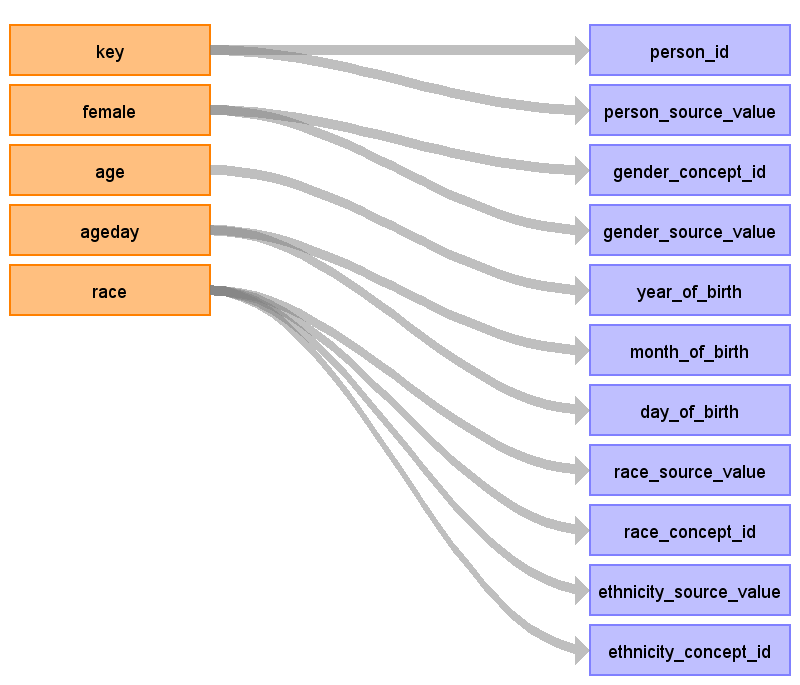 key
person_id
female
person_source_value
age
gender_concept_id
ageday
gender_source_value
race
year_of_birth
month_of_birth
day_of_birth
race_source_value
race_concept_id
ethnicity_source_value
ethnicity_concept_id